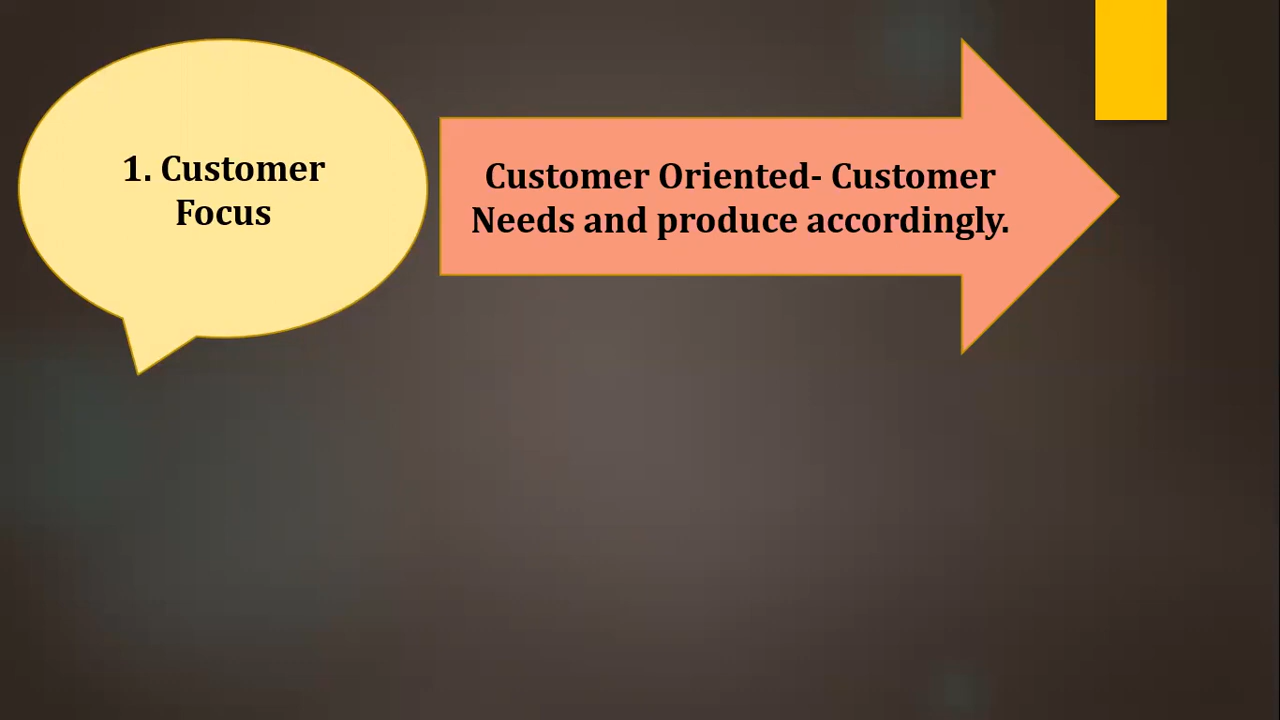 1. Customer
Focus
Customer Oriented- Customer
Needs and produce accordingly.